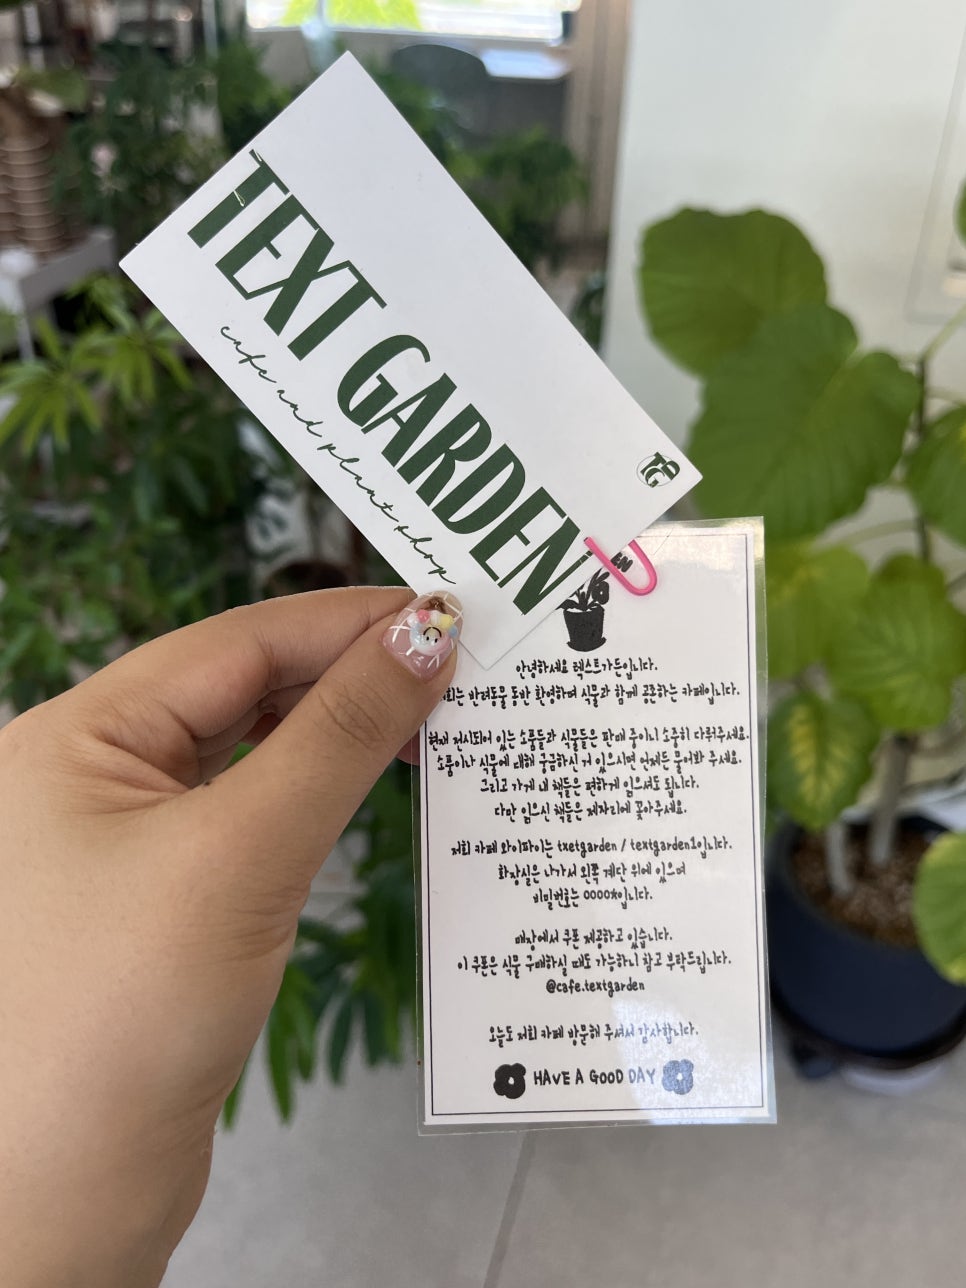 TEXT GARDEN
cafe and plant shop
TG
EN
안녕하세요 텍스트가든입니다.
희는 반려동물 동반 환영하며 식물과 함께 공존하는 카페입니다.
현재 전시되어 있는 소품들과 식물들은 판매 중이니 소중히 다뤄주세요.
소품이나 식물에 대해 궁금하신 거 있으시면 언제든 물어봐 주세요.
그리고 가게 내 책들은 편하게 읽으셔도 됩니다.
다만 읽으신 책들은 제자리에 꽂아주세요.
저희 카페 와이파이는 txetgarden / textgarden1입니다.
화장실은 나가서 왼쪽 계단 위에 있으며
비밀번호는 0000*입니다.
매장에서 쿠폰 제공하고 있습니다.
이 쿠폰은 식물 구매하실 때도 가능하니 참고 부탁드립니다.
@cafe.textgarden
오늘도 저희 카페 방문해 주셔서 감사합니다.
HAVE A GOOD DAY